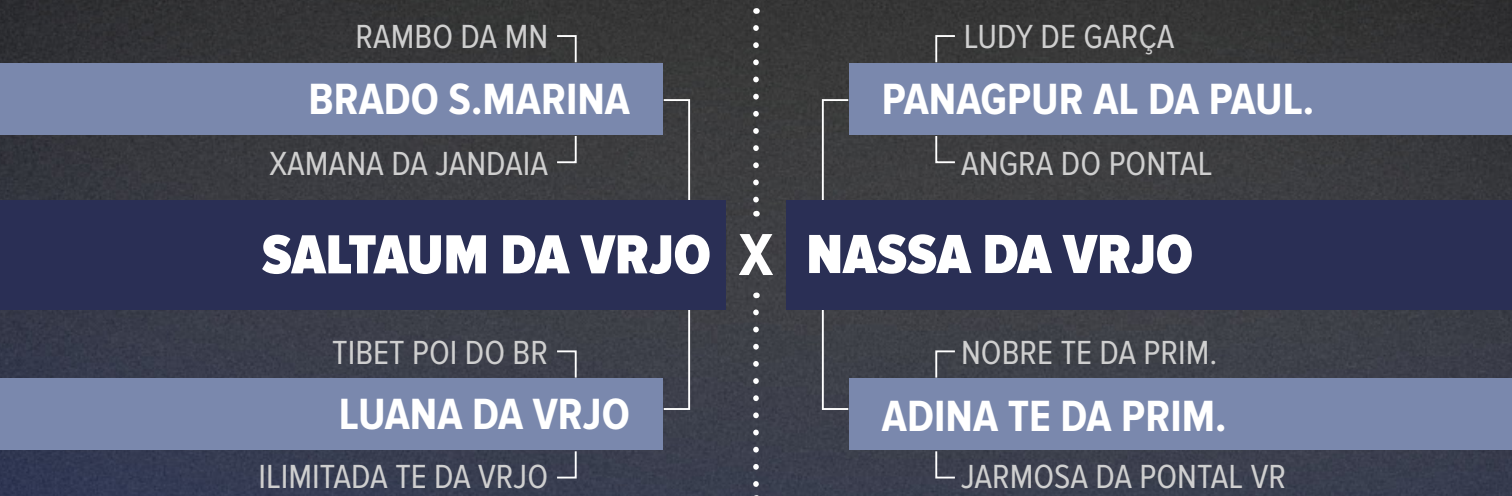 RAMBO DA MN
BRADO S.MARINA
XAMANA DA JANDAIA
SALTAUM DA VRJO
TIBET POI DO BR
LUANA DA VRJO
ILIMITADA TE DA VRJO
X
LUDY DE GARÇA
PANAGPUR AL DA PAUL.
ANGRA DO PONTAL
NASSA DA VRJO
NOBRE TE DA PRIM.
ADINA TE DA PRIM.
JARMOSA DA PONTAL VR